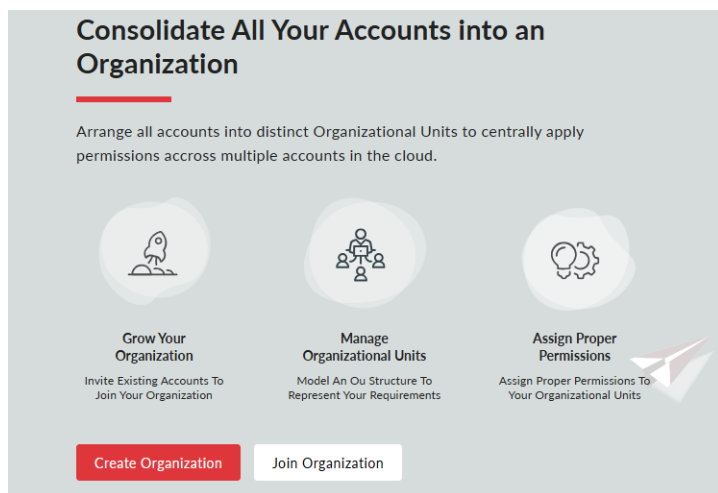 Consolidate All Your Accounts into an
Organization
Arrange all accounts into distinct Organizational Units to centrally apply
permissions accross multiple accounts in the cloud.
Grow Your
Organization
Invite Existing Accounts To
Join Your Organization
Manage
Organizational Units
Model An Ou Structure To
Represent Your Requirements
Assign Proper
Permissions
Assign Proper Permissions To
Your Organizational Units
Create Organization
Join Organization